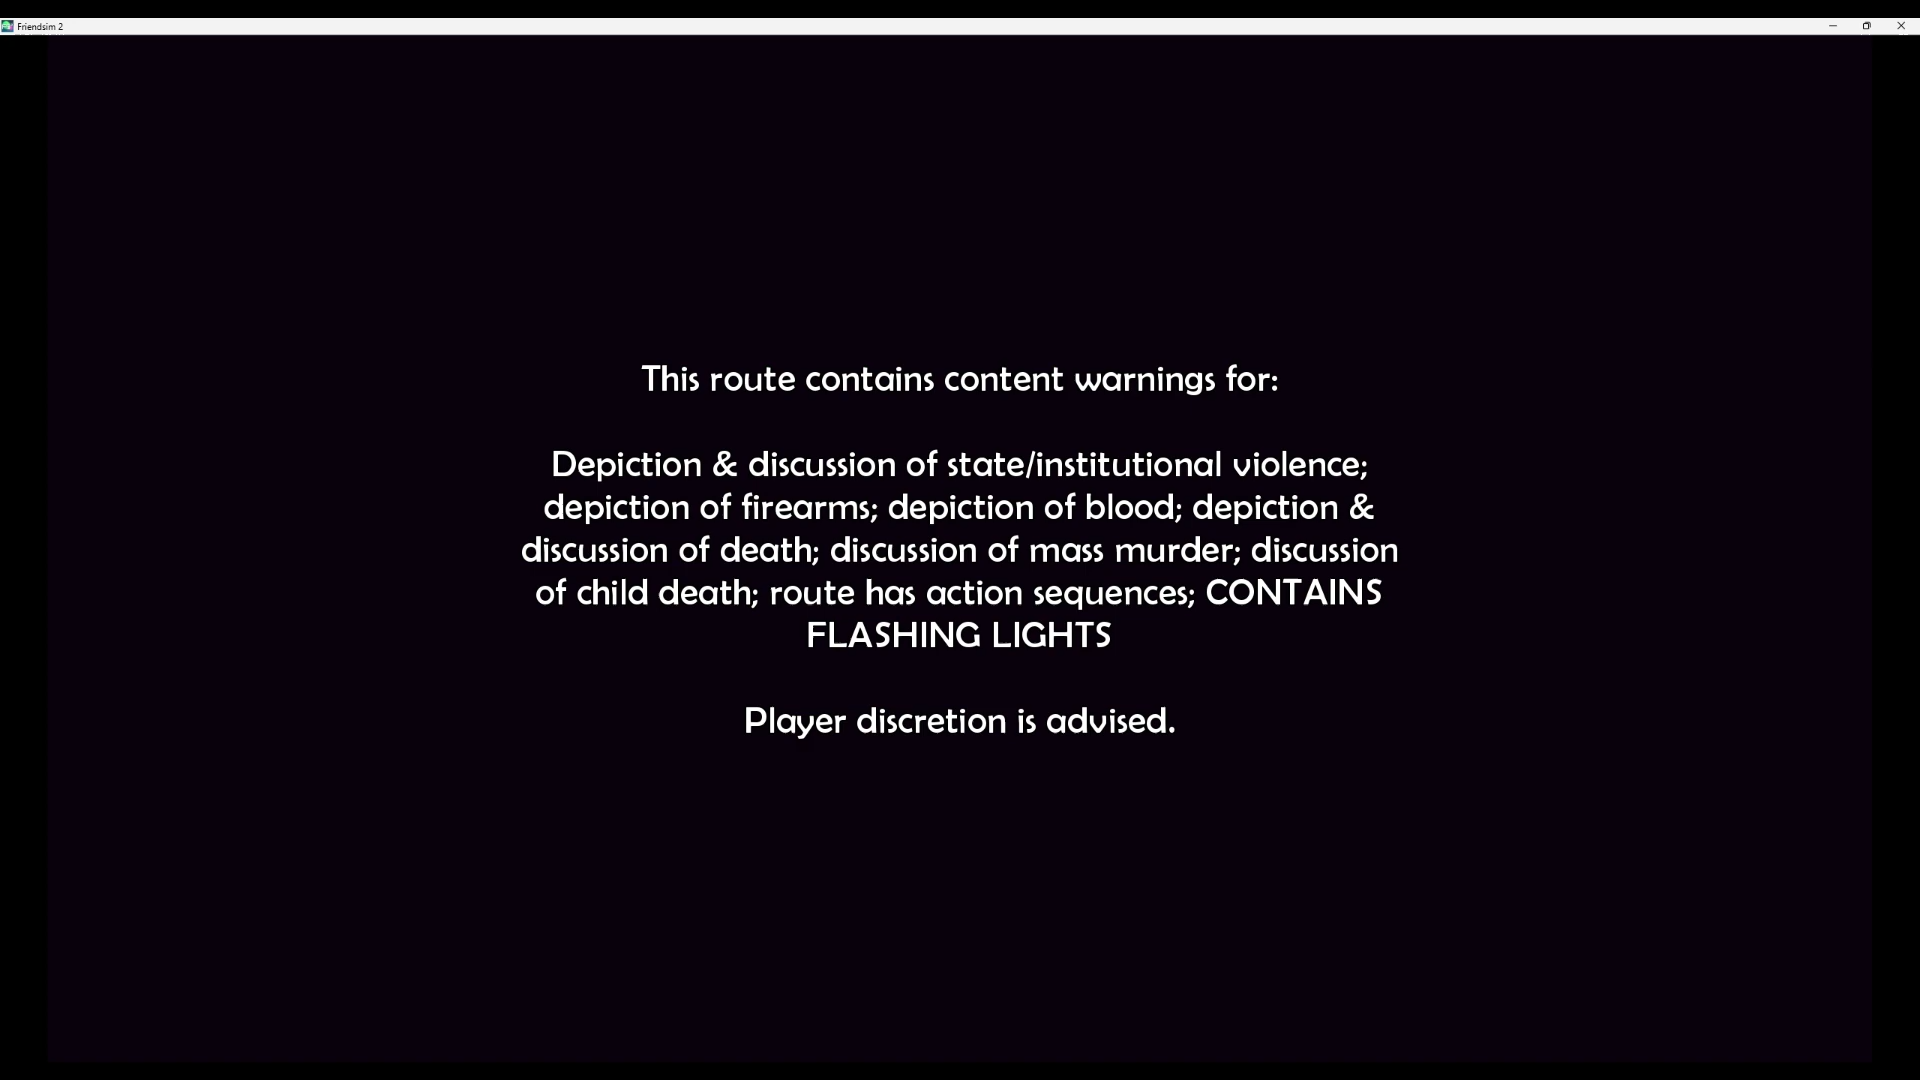 Friendsim 2
This route contains content warnings for:
Depiction & discussion of state/institutional violence;
depiction of firearms; depiction of blood; depiction &
discussion of death; discussion of mass murder; discussion
of child death; route has action sequences; CONTAINS
FLASHING LIGHTS
Player discretion is advised.